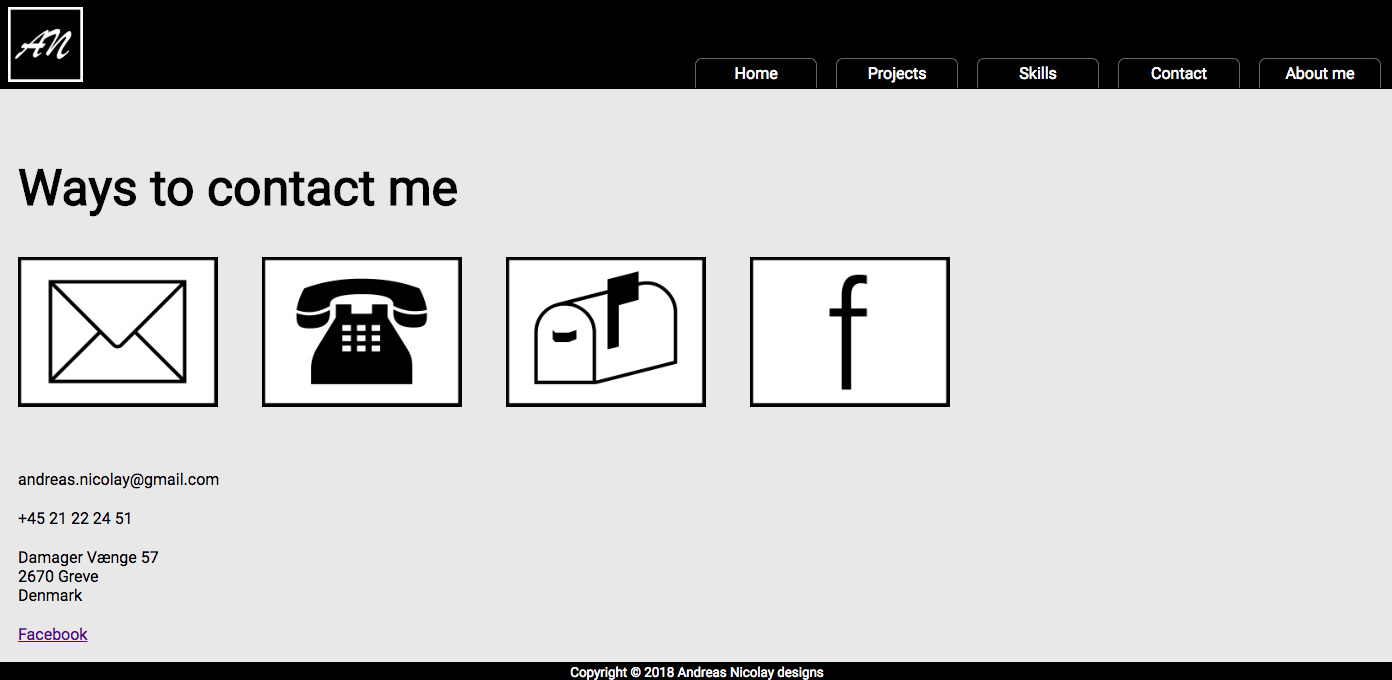 AN
Home
Projects
Skills
Contact
About me
Ways to contact me
f
andreas.nicolay@gmail.com
+45 21 22 24 51
Damager Vænge 57
2670 Greve
Denmark
Facebook
Copyright © 2018 Andreas Nicolay designs